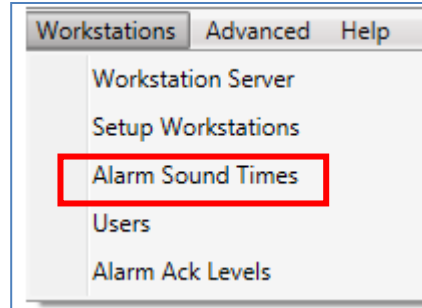 Workstations Advanced Help
Workstation Server
Setup Workstations
Alarm Sound Times
Users
Alarm Ack Levels